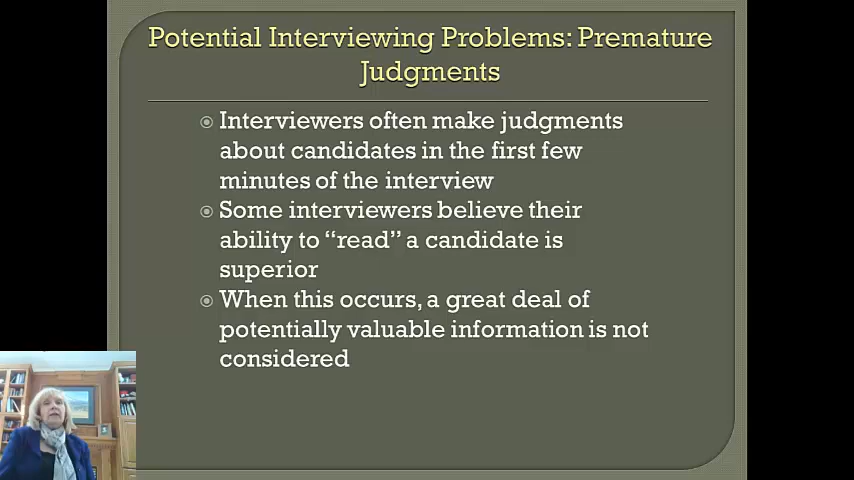 Potential Interviewing Problems: Premature
Judgments
Interviewers often make judgments
about candidates in the first few
minutes of the interview
Some interviewers believe their
ability to “read” a candidate is
superior
When this occurs, a great deal of
potentially valuable information is not
considered